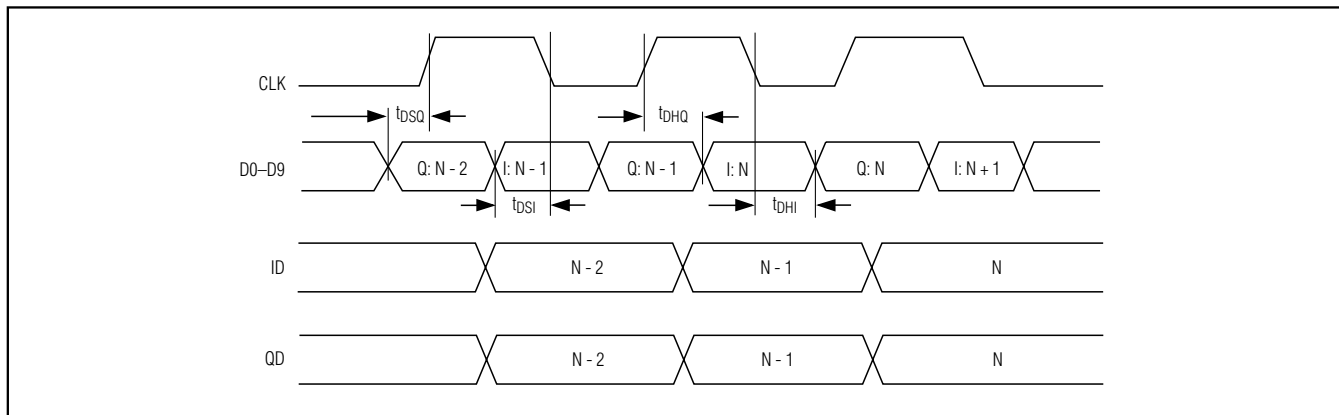 CLK
tDSQ
tDHQ
D0–D9
Q: N - 2
I: N - 1
Q: N - 1
I: N
Q: N
I: N + 1
tDSI
tDHI
ID
N - 2
N - 1
N
QD
N - 2
N - 1
N